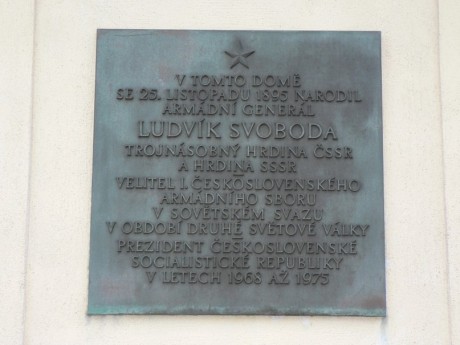 V TOMTO DOMĚ
SE 25. LISTOPADU 1895 NARODIL
ARMÁDNÍ GENERÁL
LUDVÍK SVOBODA
TROJNÁSOBNÝ HRDINA ČSSR
A HRDINA SSSR
VELITEL I. ČESKOSLOVENSKÉHO
ARMÁDNÍHO SBORU
V SOVĚTSKÉM SVAZU
V OBDOBÍ DRUHÉ SVĚTOVÉ VÁLKY
PREZIDENT ČESKOSLOVENSKÉ
SOCIALISTICKÉ REPUBLIKY
V LETECH 1968 AŽ 1975